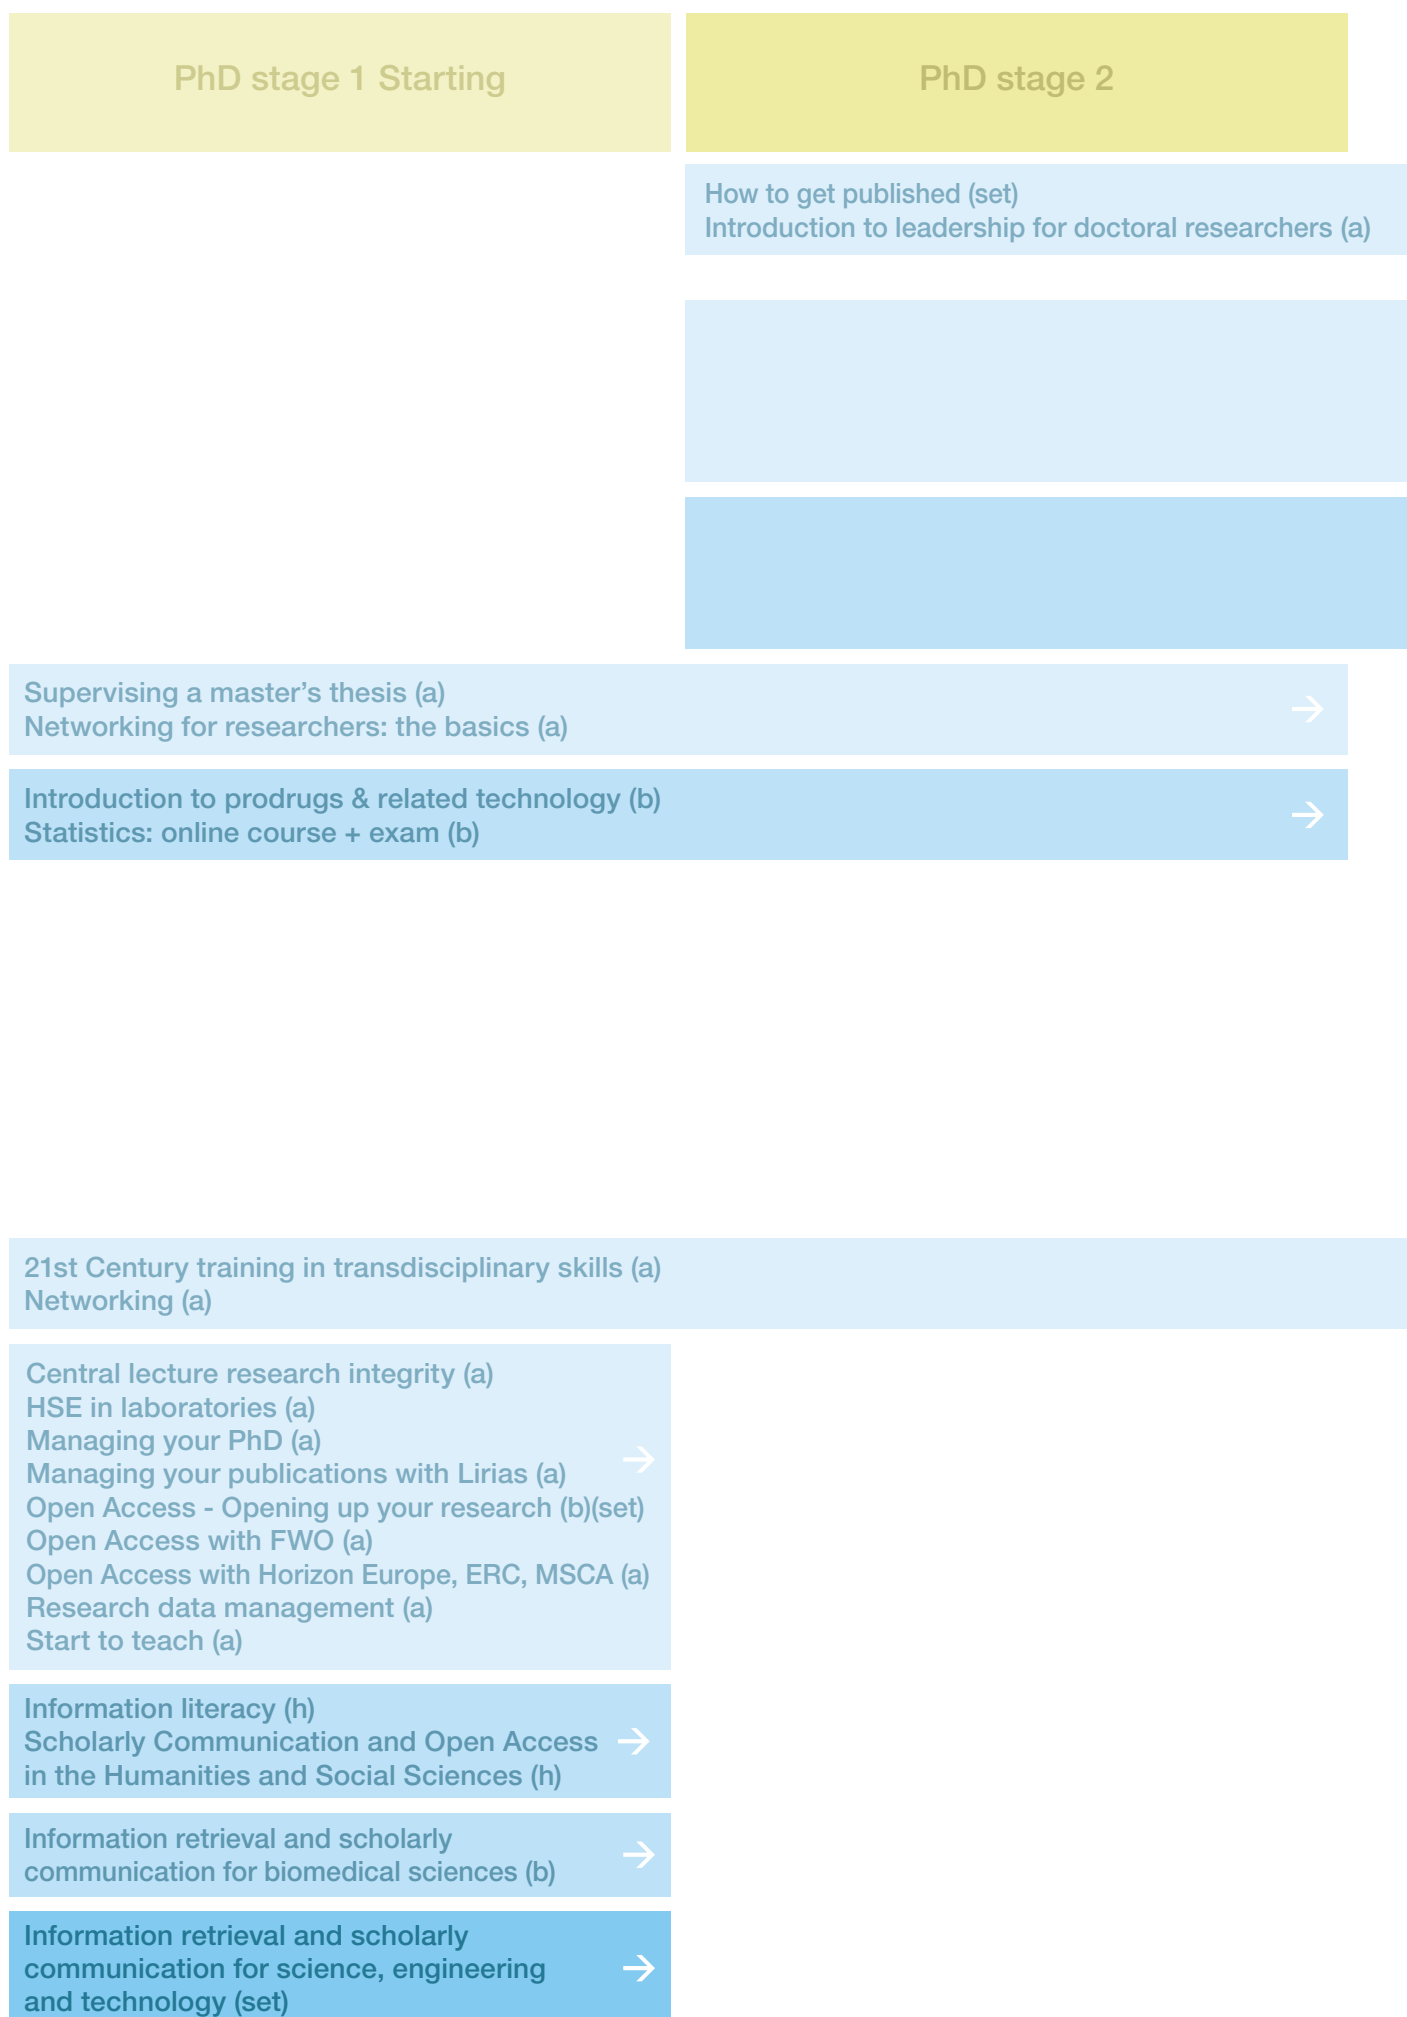 PhD stage 1 Starting
PhD stage 2
How to get published (set)
Introduction to leadership for doctoral researchers (a)
Supervising a master’s thesis (a)
Networking for researchers: the basics (a)
Introduction to prodrugs & related technology (b)
Statistics: online course + exam (b)
21st Century training in transdisciplinary skills (a)
Networking (a)
Central lecture research integrity (a)
HSE in laboratories (a)
Managing your PhD (a)
Managing your publications with Lirias (a)
Open Access - Opening up your research (b)(set)
Open Access with FWO (a)
Open Access with Horizon Europe, ERC, MSCA (a)
Research data management (a)
Start to teach (a)
Information literacy (h)
Scholarly Communication and Open Access
in the Humanities and Social Sciences (h)
Information retrieval and scholarly
communication for biomedical sciences (b)
Information retrieval and scholarly
communication for science, engineering
and technology (set)